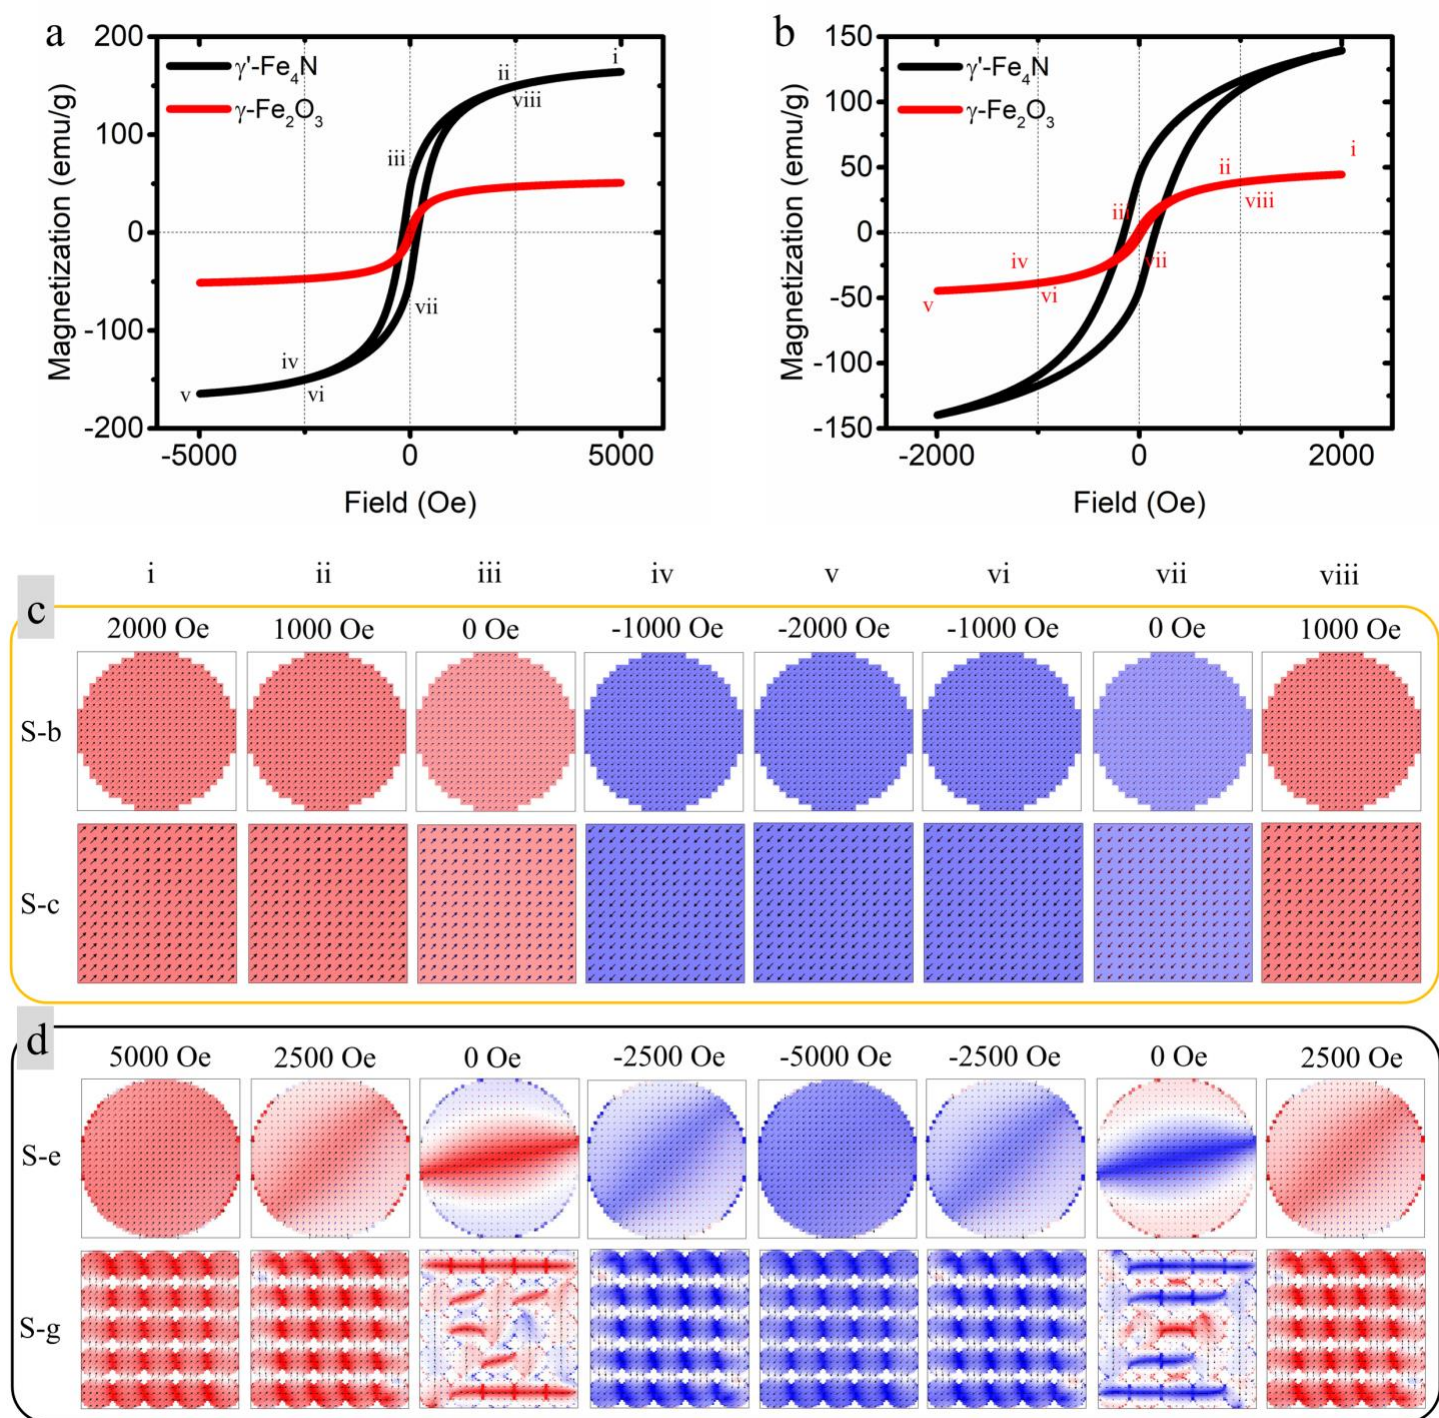 a
200
100
0
-100
-200
Magnetization (emu/g)
γ'-Fe₄N
γ-Fe₂O₃
i
ii
viii
iii
vii
iv
vi
v
-5000
0
5000
Field (Oe)
b
150
100
50
0
-50
-100
-150
Magnetization (emu/g)
γ'-Fe₄N
γ-Fe₂O₃
i
ii
viii
iii
vii
iv
vi
v
-2000
0
2000
Field (Oe)
i ii iii iv v vi vii viii
c
2000 Oe 1000 Oe 0 Oe -1000 Oe -2000 Oe -1000 Oe 0 Oe 1000 Oe
S-b
S-c
d
5000 Oe 2500 Oe 0 Oe -2500 Oe -5000 Oe -2500 Oe 0 Oe 2500 Oe
S-e
S-g